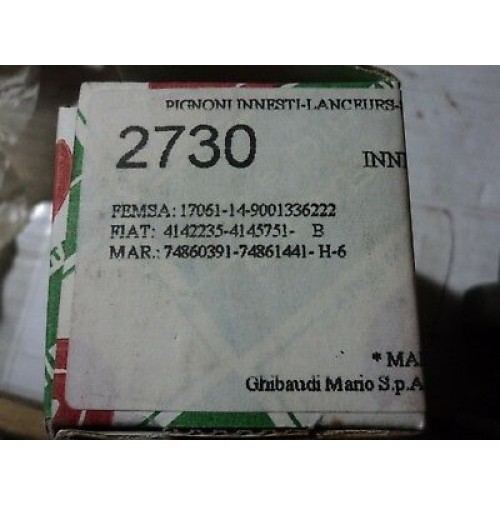 PIGNONI INNESTI-LANCEURS-
2730
INN
FEMSA: 17061-14-9001336222
FIAT: 4142235-4145751- B
MAR.: 74860391-74861441- H-6
* MA
Ghibaudi Mario S.p.A